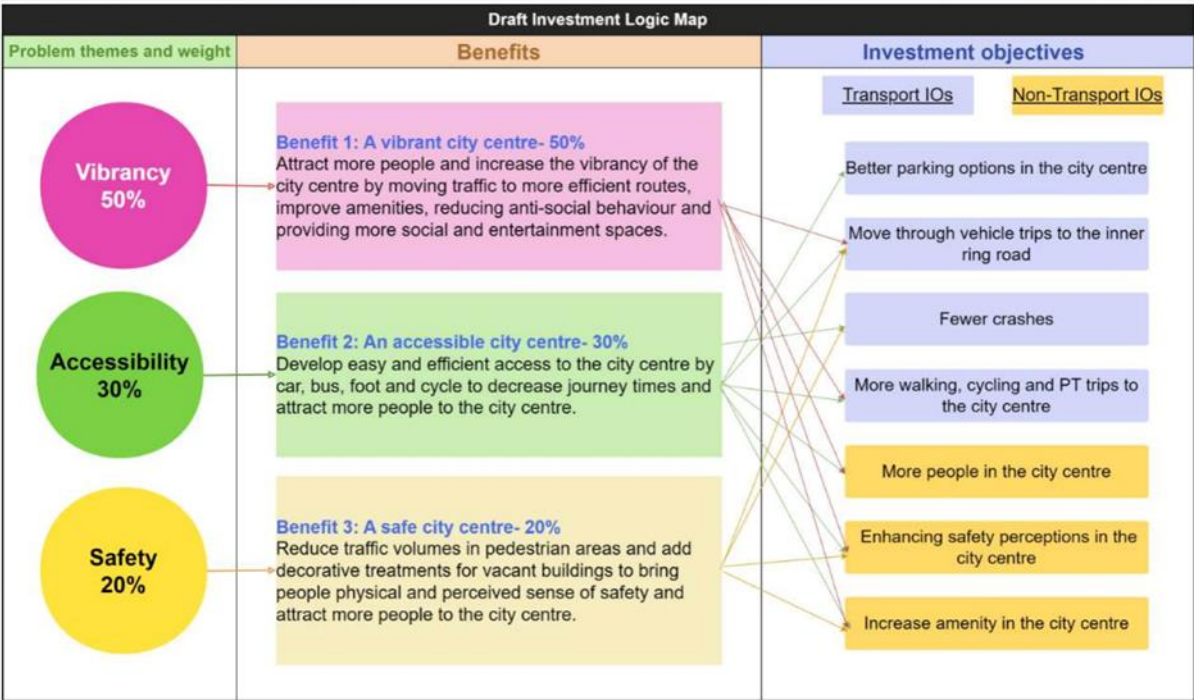 Draft Investment Logic Map
Problem themes and weight
Benefits
Investment objectives
Transport IOs
Non-Transport IOs
Vibrancy
50%
Benefit 1: A vibrant city centre- 50%
Attract more people and increase the vibrancy of the
city centre by moving traffic to more efficient routes,
improve amenities, reducing anti-social behaviour and
providing more social and entertainment spaces.
Accessibility
30%
Benefit 2: An accessible city centre- 30%
Develop easy and efficient access to the city centre by
car, bus, foot and cycle to decrease journey times and
attract more people to the city centre.
Safety
20%
Benefit 3: A safe city centre- 20%
Reduce traffic volumes in pedestrian areas and add
decorative treatments for vacant buildings to bring
people physical and perceived sense of safety and
attract more people to the city centre.
Better parking options in the city centre
Move through vehicle trips to the inner
ring road
Fewer crashes
More walking, cycling and PT trips to
the city centre
More people in the city centre
Enhancing safety perceptions in the
city centre
Increase amenity in the city centre